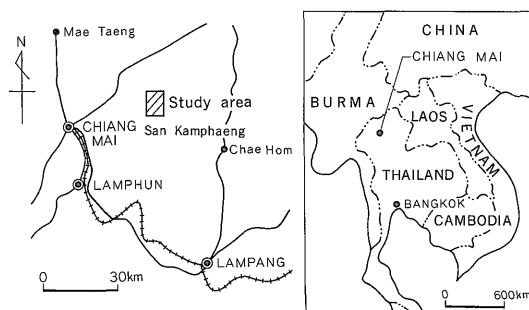 Mae Taeng
N
Study area
San Kamphaeng
CHIANG
MAI
Chae Hom
LAMPHUN
LAMPANG
0 30km
CHINA
CHIANG MAI
BURMA
LAOS
VIETNAM
THAILAND
BANGKOK
CAMBODIA
0 600km